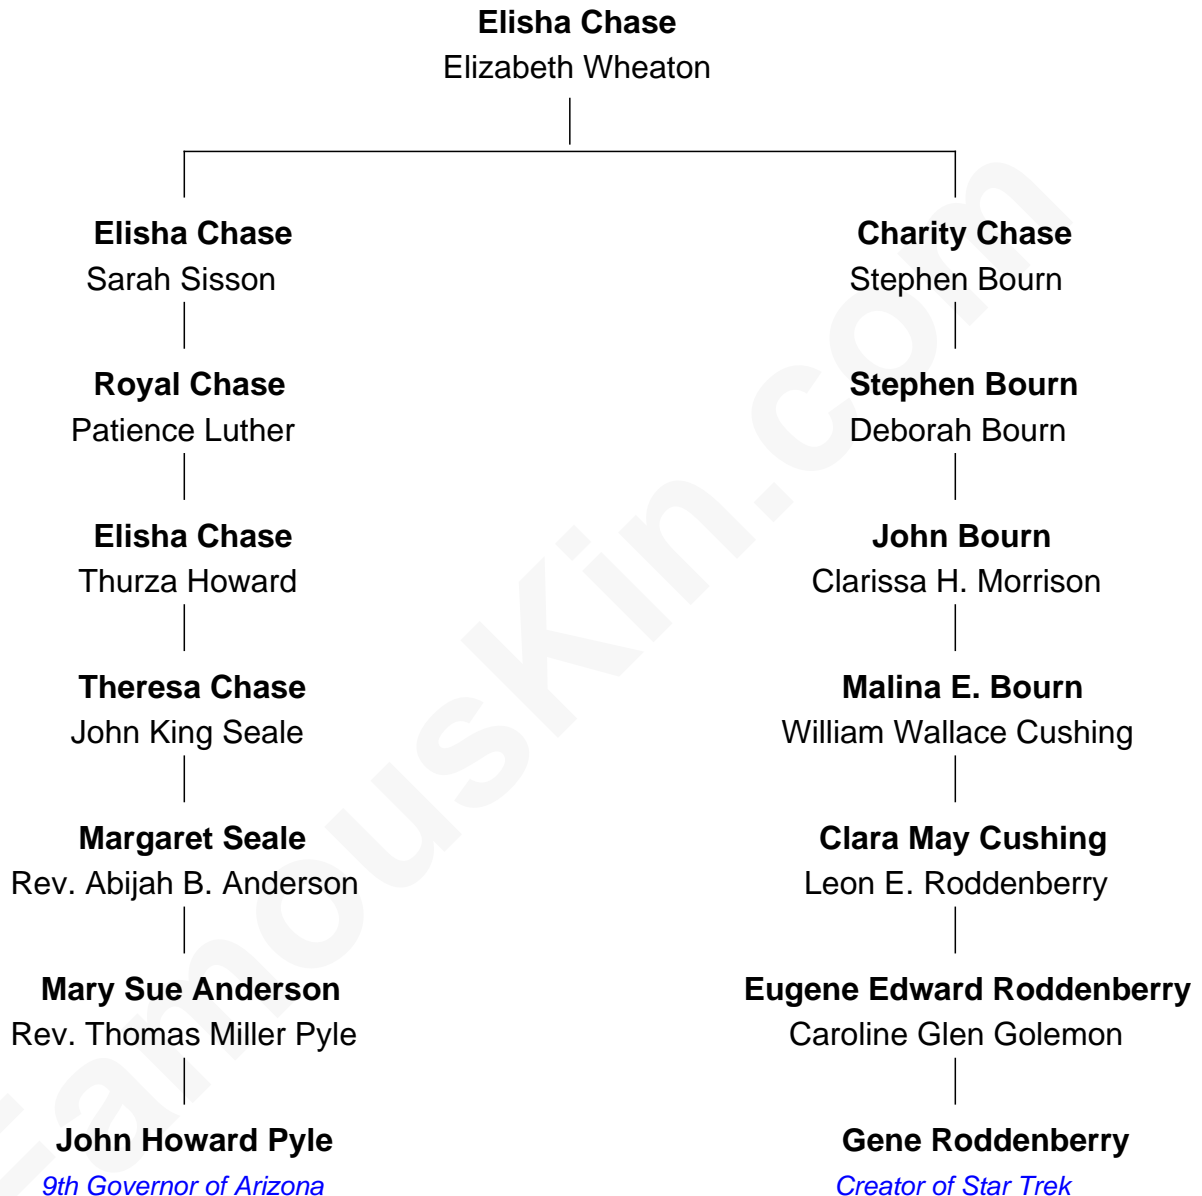 Elisha Chase
Elizabeth Wheaton
Elisha Chase
Sarah Sisson
Charity Chase
Stephen Bourn
Royal Chase
Patience Luther
Stephen Bourn
Deborah Bourn
Elisha Chase
Thurza Howard
John Bourn
Clarissa H. Morrison
Theresa Chase
John King Seale
Malina E. Bourn
William Wallace Cushing
Margaret Seale
Rev. Abijah B. Anderson
Clara May Cushing
Leon E. Roddenberry
Mary Sue Anderson
Rev. Thomas Miller Pyle
Eugene Edward Roddenberry
Caroline Glen Golemon
John Howard Pyle
9th Governor of Arizona
Gene Roddenberry
Creator of Star Trek
FamousKin.com